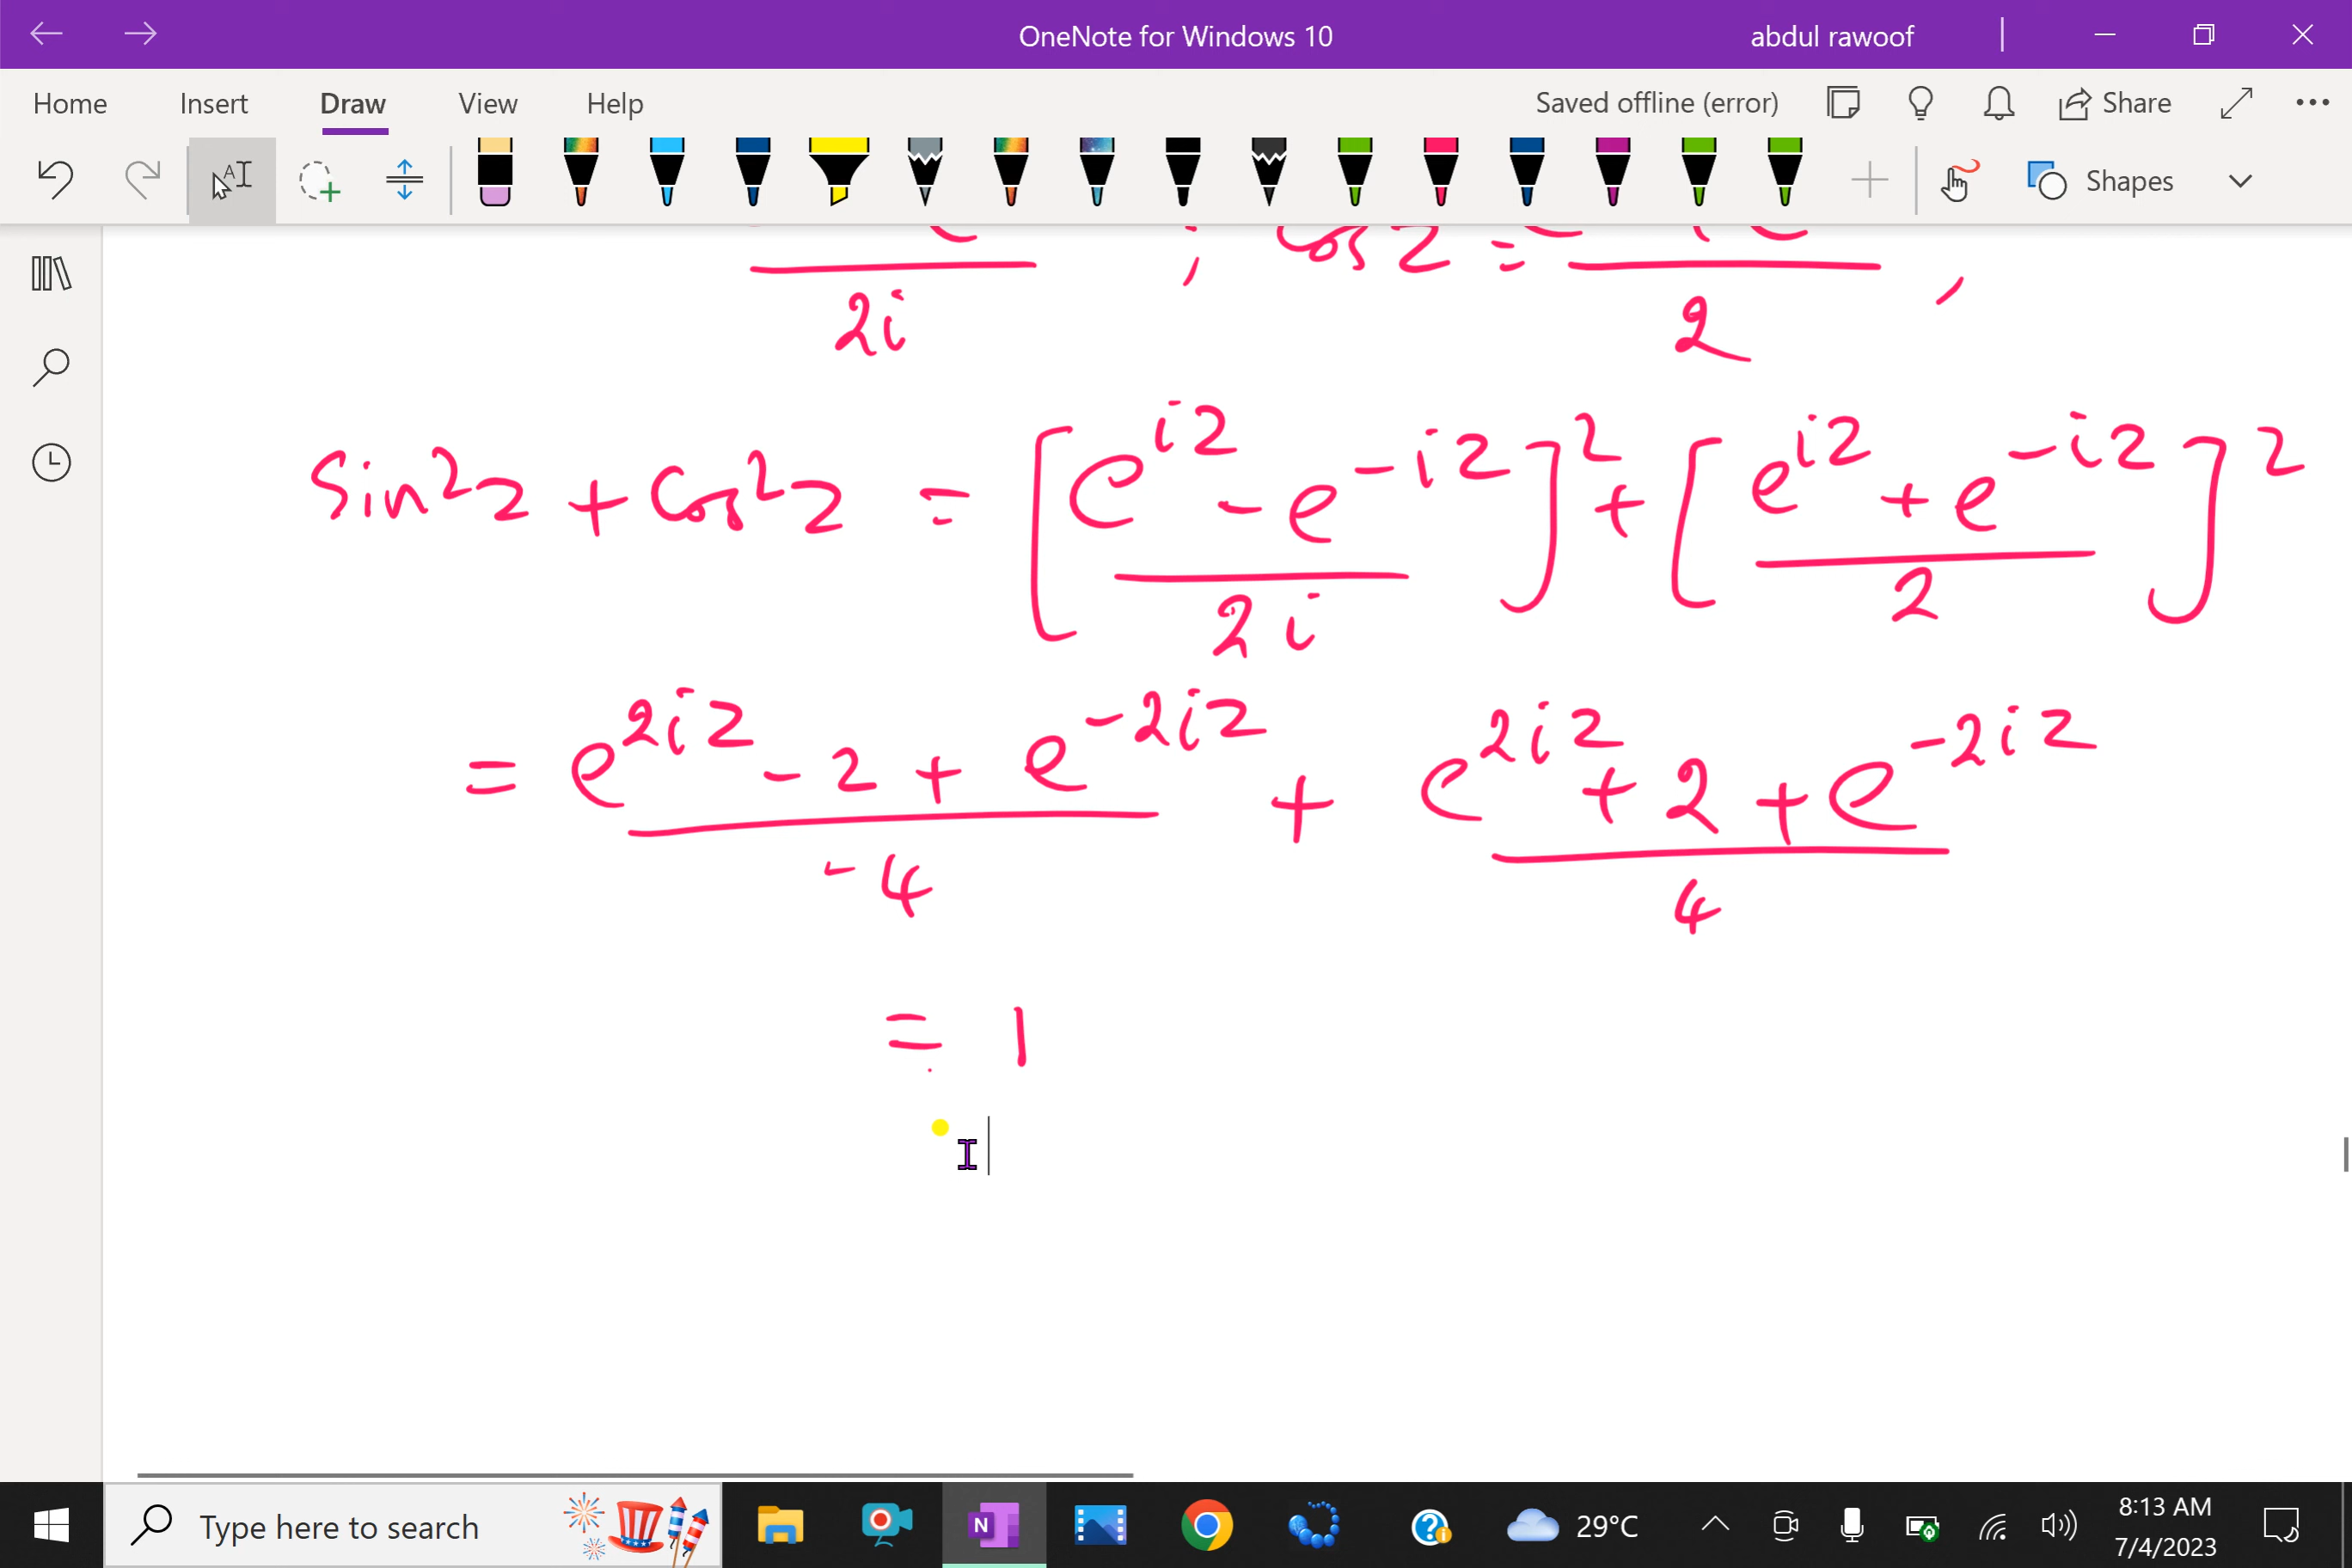 OneNote for Windows 10
abdul rawoof
Home Insert Draw View Help
Saved offline (error)
Share
Shapes
2i ; Cos z = 2 ,
Sin²z + Cos²z = [e^{iz} - e^{-iz} / 2i]² + [e^{iz} + e^{-iz} / 2]²
= e^{2iz} - 2 + e^{-2iz} / -4 + e^{2iz} + 2 + e^{-2iz} / 4
= 1
Type here to search
29°C
8:13 AM
7/4/2023